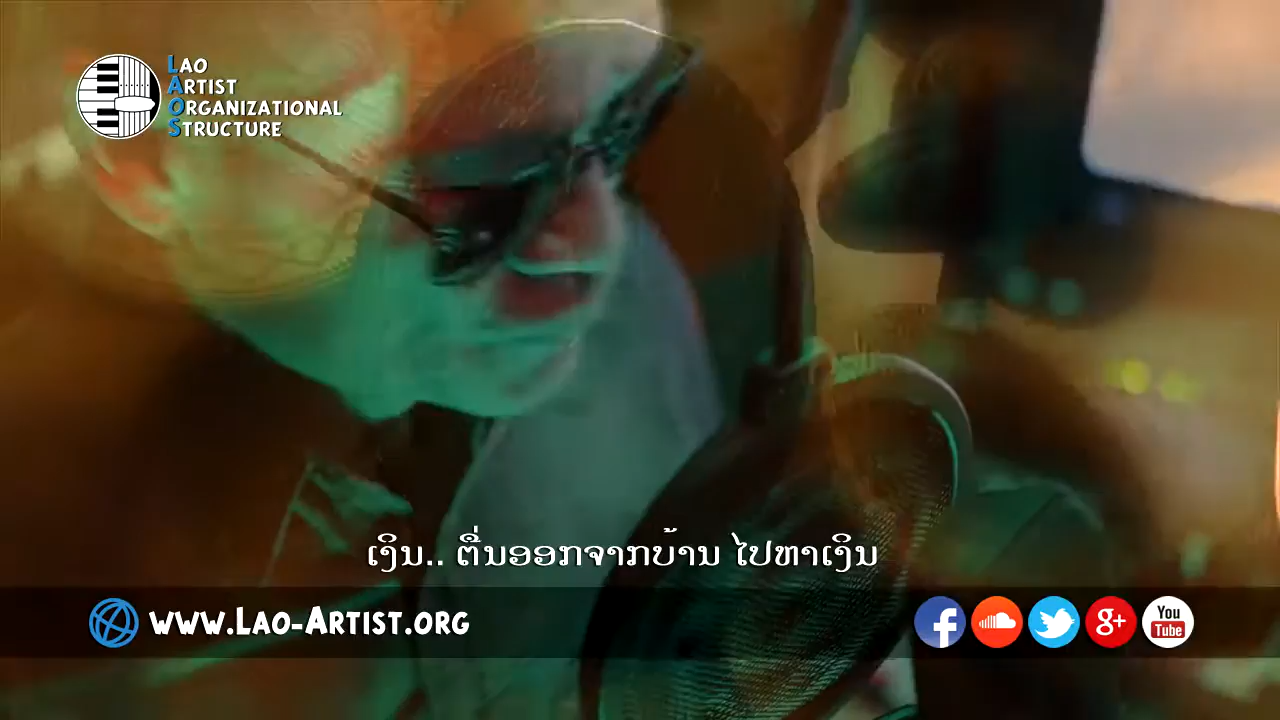 LAO
ARTIST
ORGANIZATIONAL
STRUCTURE
ເງິນ.. ຕື່ນອອກຈາກບ້ານ ໄປຫາເງິນ
WWW.LAO-ARTIST.ORG
f
g+
You
Tube